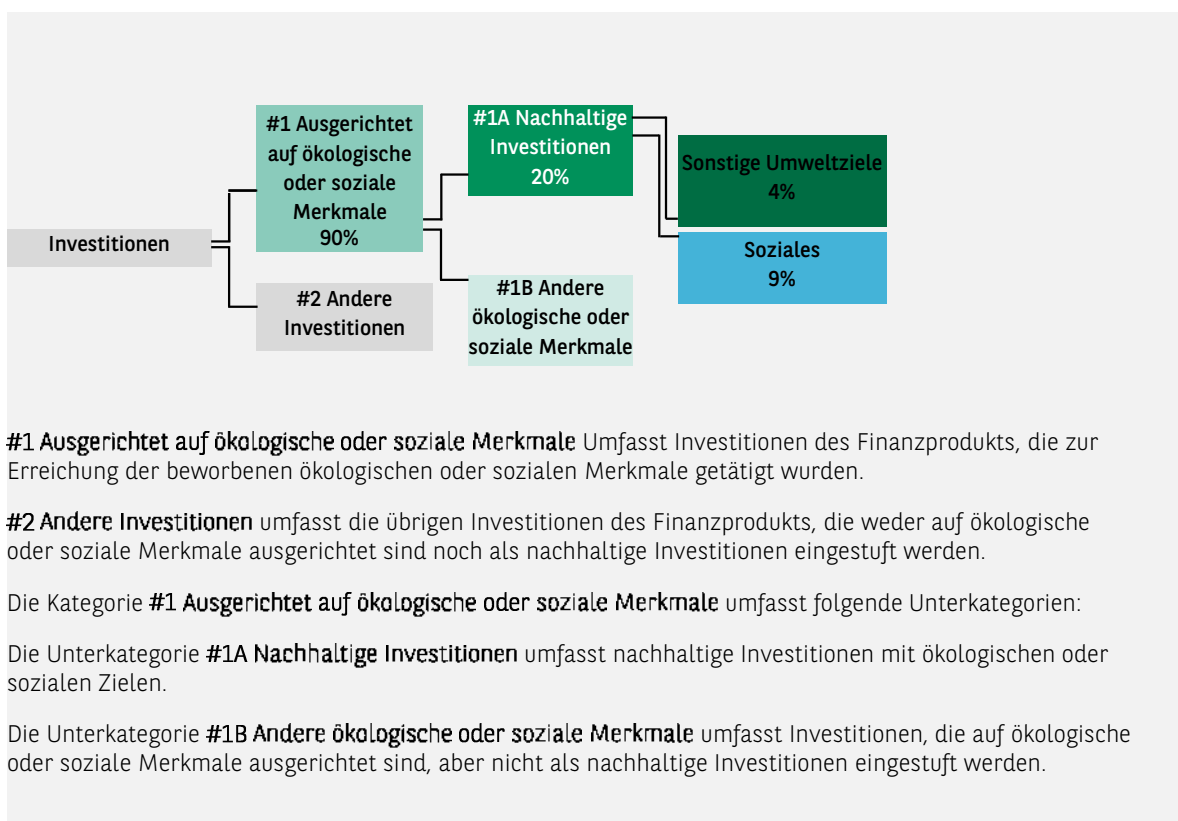 #1 Ausgerichtet
auf ökologische
oder soziale
Merkmale
90%
#1A Nachhaltige
Investitionen
20%
Sonstige Umweltziele
4%
Investitionen
Soziales
9%
#2 Andere
Investitionen
#1B Andere
ökologische oder
soziale Merkmale
#1 Ausgerichtet auf ökologische oder soziale Merkmale Umfasst Investitionen des Finanzprodukts, die zur
Erreichung der beworbenen ökologischen oder sozialen Merkmale getätigt wurden.
#2 Andere Investitionen umfasst die übrigen Investitionen des Finanzprodukts, die weder auf ökologische
oder soziale Merkmale ausgerichtet sind noch als nachhaltige Investitionen eingestuft werden.
Die Kategorie #1 Ausgerichtet auf ökologische oder soziale Merkmale umfasst folgende Unterkategorien:
Die Unterkategorie #1A Nachhaltige Investitionen umfasst nachhaltige Investitionen mit ökologischen oder
sozialen Zielen.
Die Unterkategorie #1B Andere ökologische oder soziale Merkmale umfasst Investitionen, die auf ökologische
oder soziale Merkmale ausgerichtet sind, aber nicht als nachhaltige Investitionen eingestuft werden.